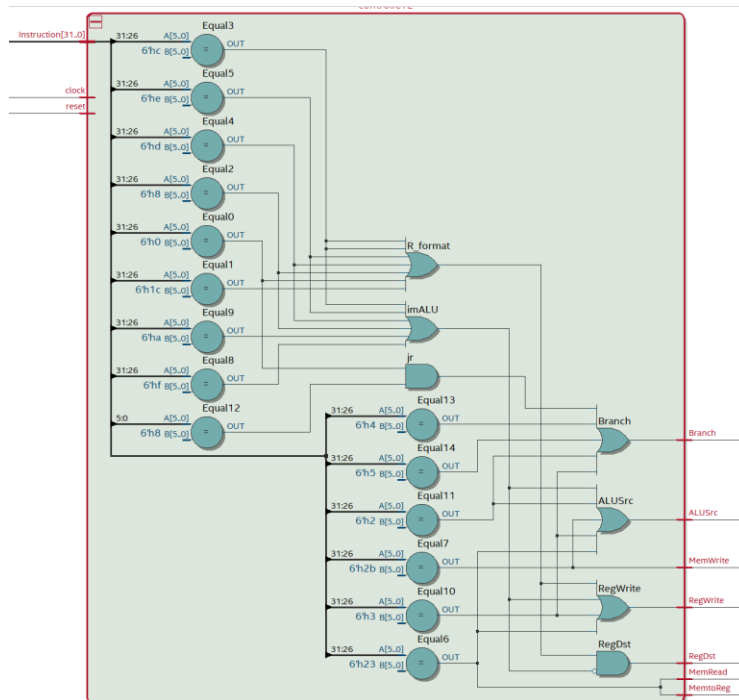 Instruction[31..0]
clock
reset
Equal3
31:26 A[5..0] OUT
6'hc B[5..0] =
Equal5
31:26 A[5..0] OUT
6'he B[5..0] =
Equal4
31:26 A[5..0] OUT
6'hd B[5..0] =
Equal2
31:26 A[5..0] OUT
6'h8 B[5..0] =
Equal0
31:26 A[5..0] OUT
6'h0 B[5..0] =
Equal1
31:26 A[5..0] OUT
6'h1c B[5..0] =
Equal9
31:26 A[5..0] OUT
6'ha B[5..0] =
Equal8
31:26 A[5..0] OUT
6'hf B[5..0] =
Equal12
5:0 A[5..0] OUT
6'h8 B[5..0] =
R_format
imALU
jr
Equal13
31:26 A[5..0] OUT
6'h4 B[5..0] =
Equal14
31:26 A[5..0] OUT
6'h5 B[5..0] =
Equal11
31:26 A[5..0] OUT
6'h2 B[5..0] =
Equal7
31:26 A[5..0] OUT
6'h2b B[5..0] =
Equal10
31:26 A[5..0] OUT
6'h3 B[5..0] =
Equal6
31:26 A[5..0] OUT
6'h23 B[5..0] =
Branch
ALUSrc
RegWrite
RegDst
Branch
ALUSrc
MemWrite
RegWrite
RegDst
MemRead
MemtoReg